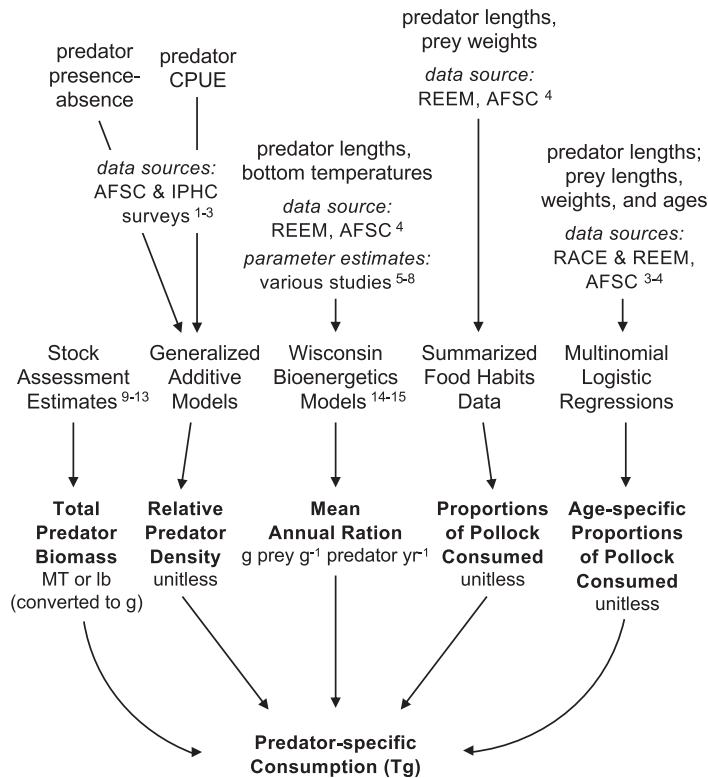 predator
presence-
absence
predator
CPUE
data sources:
AFSC & IPHC
surveys 1-3
predator lengths,
bottom temperatures
data source:
REEM, AFSC 4
parameter estimates:
various studies 5-8
predator lengths,
prey weights
data source:
REEM, AFSC 4
predator lengths;
prey lengths,
weights, and ages
data sources:
RACE & REEM,
AFSC 3-4
Stock
Assessment
Estimates 9-13
Generalized
Additive
Models
Wisconsin
Bioenergetics
Models 14-15
Summarized
Food Habits
Data
Multinomial
Logistic
Regressions
Total
Predator
Biomass
MT or lb
(converted to g)
Relative
Predator
Density
unitless
Mean
Annual Ration
g prey g-1 predator yr-1
Proportions
of Pollock
Consumed
unitless
Age-specific
Proportions
of Pollock
Consumed
unitless
Predator-specific
Consumption (Tg)